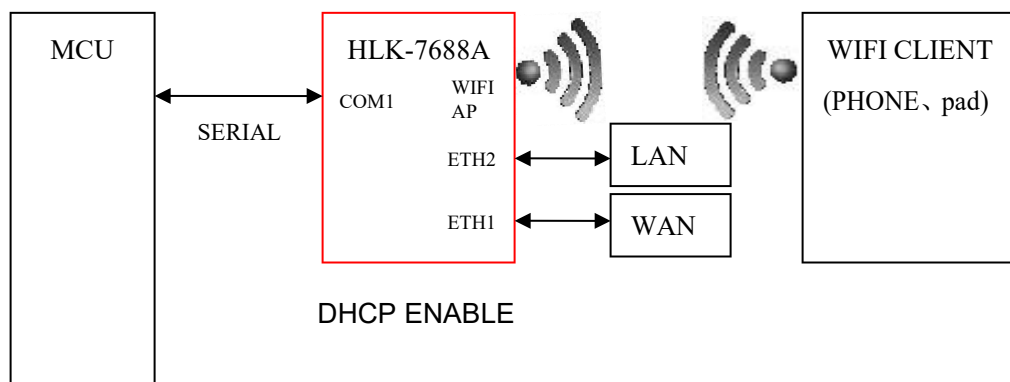 MCU
SERIAL
HLK-7688A
COM1
WIFI
AP
ETH2
ETH1
DHCP ENABLE
LAN
WAN
WIFI CLIENT
(PHONE、pad)